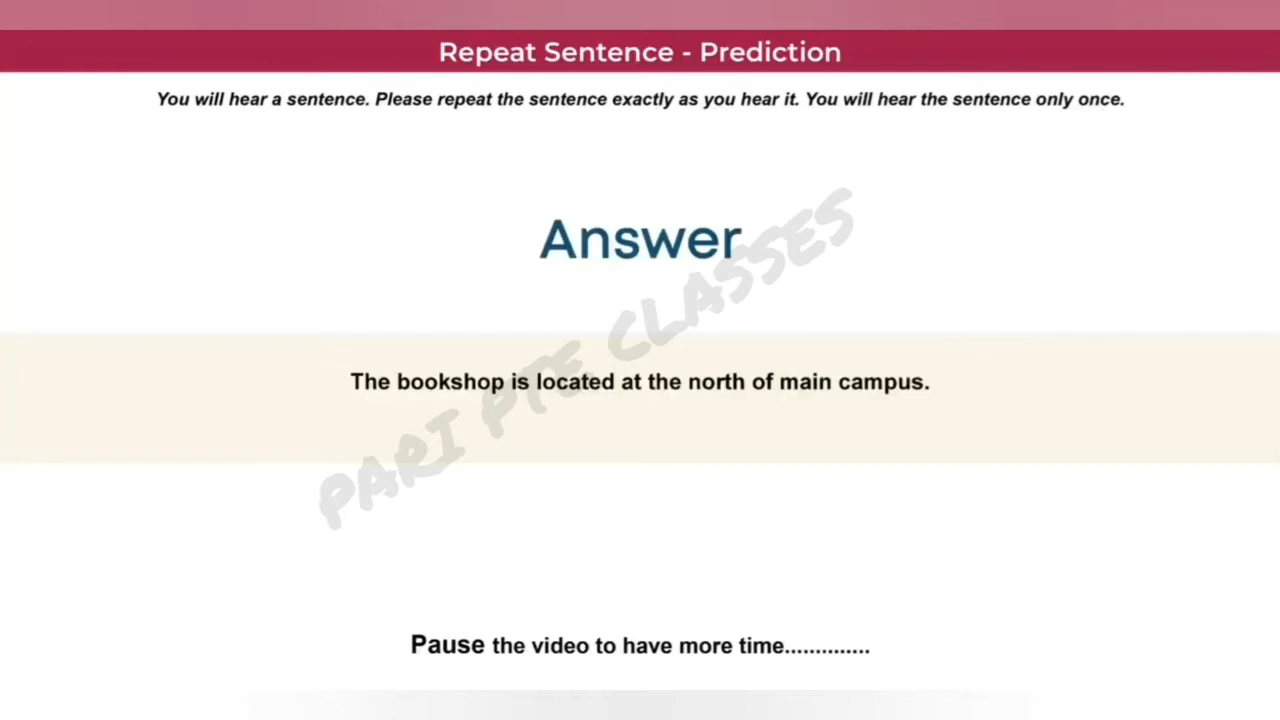 Repeat Sentence - Prediction
You will hear a sentence. Please repeat the sentence exactly as you hear it. You will hear the sentence only once.
Answer
The bookshop is located at the north of main campus.
PARI PTE CLASSES
Pause the video to have more time..............